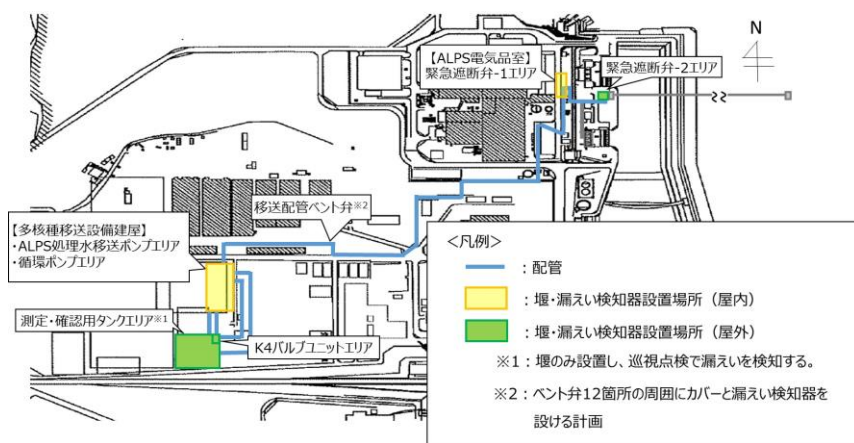 N
【ALPS電気品室】
緊急遮断弁-1エリア
緊急遮断弁-2エリア
移送配管ベント弁※2
【多核種移送設備建屋】
・ALPS処理水移送ポンプエリア
・循環ポンプエリア
測定・確認用タンクエリア※1
K4バルブユニットエリア
＜凡例＞
：配管
：堰・漏えい検知器設置場所（屋内）
：堰・漏えい検知器設置場所（屋外）
※1：堰のみ設置し、巡視点検で漏えいを検知する。
※2：ベント弁12箇所の周囲にカバーと漏えい検知器を
設ける計画